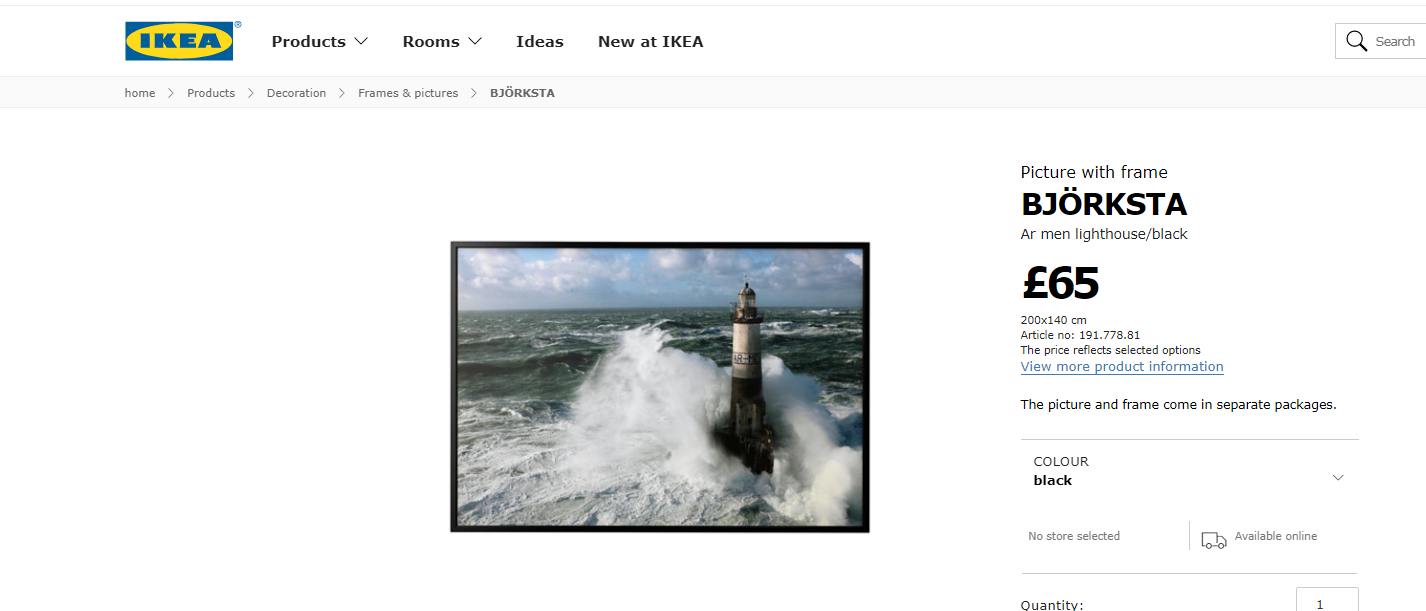 IKEA®
Products Rooms Ideas New at IKEA Search
home Products Decoration Frames & pictures BJÖRKSTA
Picture with frame
BJÖRKSTA
Ar men lighthouse/black
£65
200x140 cm
Article no: 191.778.81
The price reflects selected options
View more product information
The picture and frame come in separate packages.
AR-ME
COLOUR
black
No store selected Available online
Quantity: 1